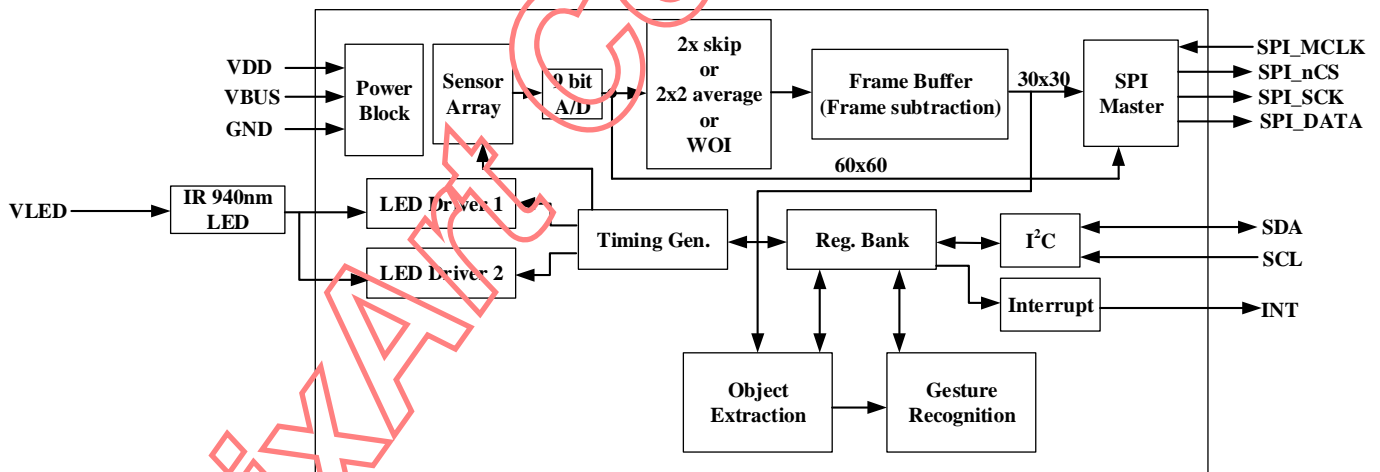 VDD
VBUS
GND
Power
Block
Sensor
Array
9 bit
A/D
2x skip
or
2x2 average
or
WOI
Frame Buffer
(Frame subtraction)
30x30
60x60
SPI
Master
SPI_MCLK
SPI_nCS
SPI_SCK
SPI_DATA
VLED
IR 940nm
LED
LED Driver 1
LED Driver 2
Timing Gen.
Reg. Bank
I²C
SDA
SCL
Interrupt
INT
Object
Extraction
Gesture
Recognition
ixArt Co